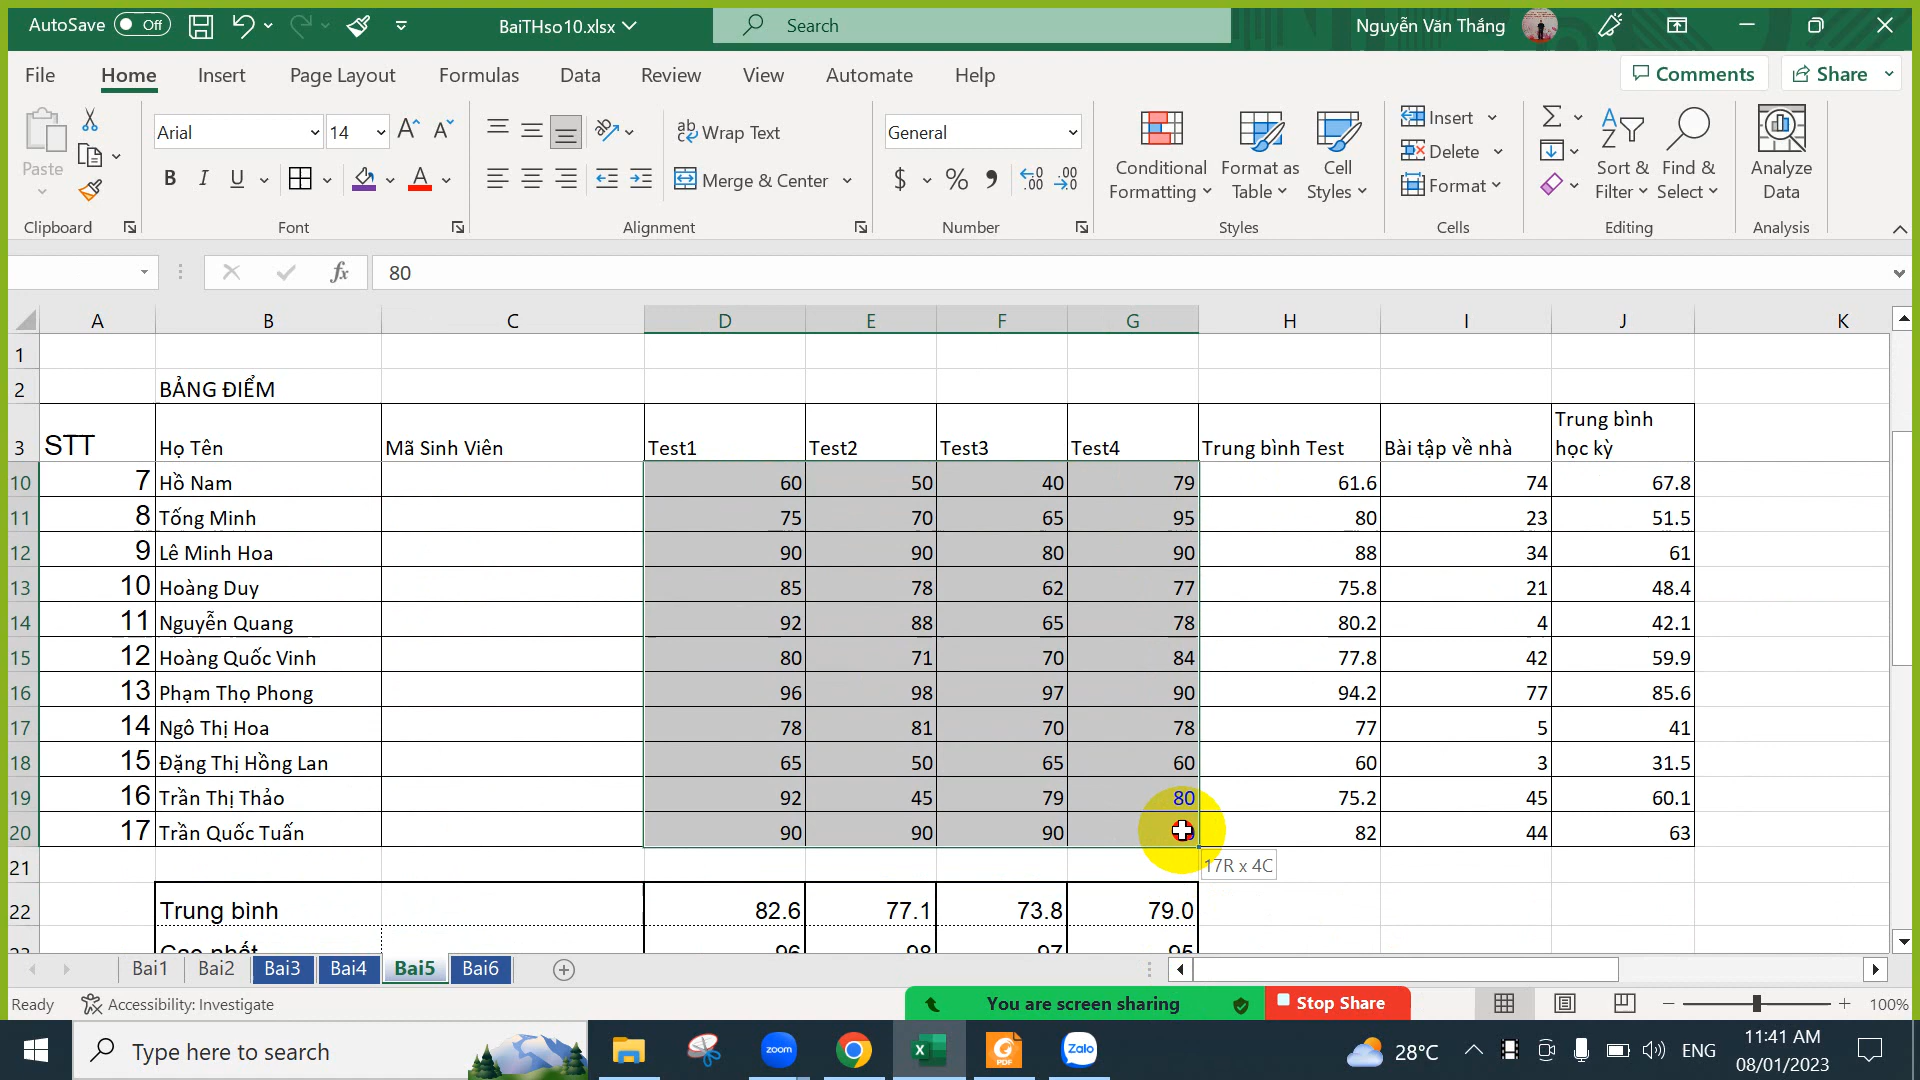 AutoSave Off BaiTHso10.xlsx Search Nguyễn Văn Thắng
File Home Insert Page Layout Formulas Data Review View Automate Help Comments Share
Paste Arial 14 Wrap Text General Conditional Formatting Format as Table Cell Styles Insert Delete Format Sort & Filter Find & Select Analyze Data
B I U Merge & Center $ %
Clipboard Font Alignment Number Styles Cells Editing Analysis
fx 80
A B C D E F G H I J K
1
2 BẢNG ĐIỂM
3 STT Họ Tên Mã Sinh Viên Test1 Test2 Test3 Test4 Trung bình Test Bài tập về nhà Trung bình học kỳ
10 7 Hồ Nam 60 50 40 79 61.6 74 67.8
11 8 Tống Minh 75 70 65 95 80 23 51.5
12 9 Lê Minh Hoa 90 90 80 90 88 34 61
13 10 Hoàng Duy 85 78 62 77 75.8 21 48.4
14 11 Nguyễn Quang 92 88 65 78 80.2 4 42.1
15 12 Hoàng Quốc Vinh 80 71 70 84 77.8 42 59.9
16 13 Phạm Thọ Phong 96 98 97 90 94.2 77 85.6
17 14 Ngô Thị Hoa 78 81 70 78 77 5 41
18 15 Đặng Thị Hồng Lan 65 50 65 60 60 3 31.5
19 16 Trần Thị Thảo 92 45 79 80 75.2 45 60.1
20 17 Trần Quốc Tuấn 90 90 90 82 44 63
21 17R x 4C
22 Trung bình 82.6 77.1 73.8 79.0
23 Cao nhất 96 98 97 95
Bai1 Bai2 Bai3 Bai4 Bai5 Bai6
Ready Accessibility: Investigate You are screen sharing Stop Share 100%
Type here to search zoom PDF Zalo 28°C ENG 11:41 AM
08/01/2023